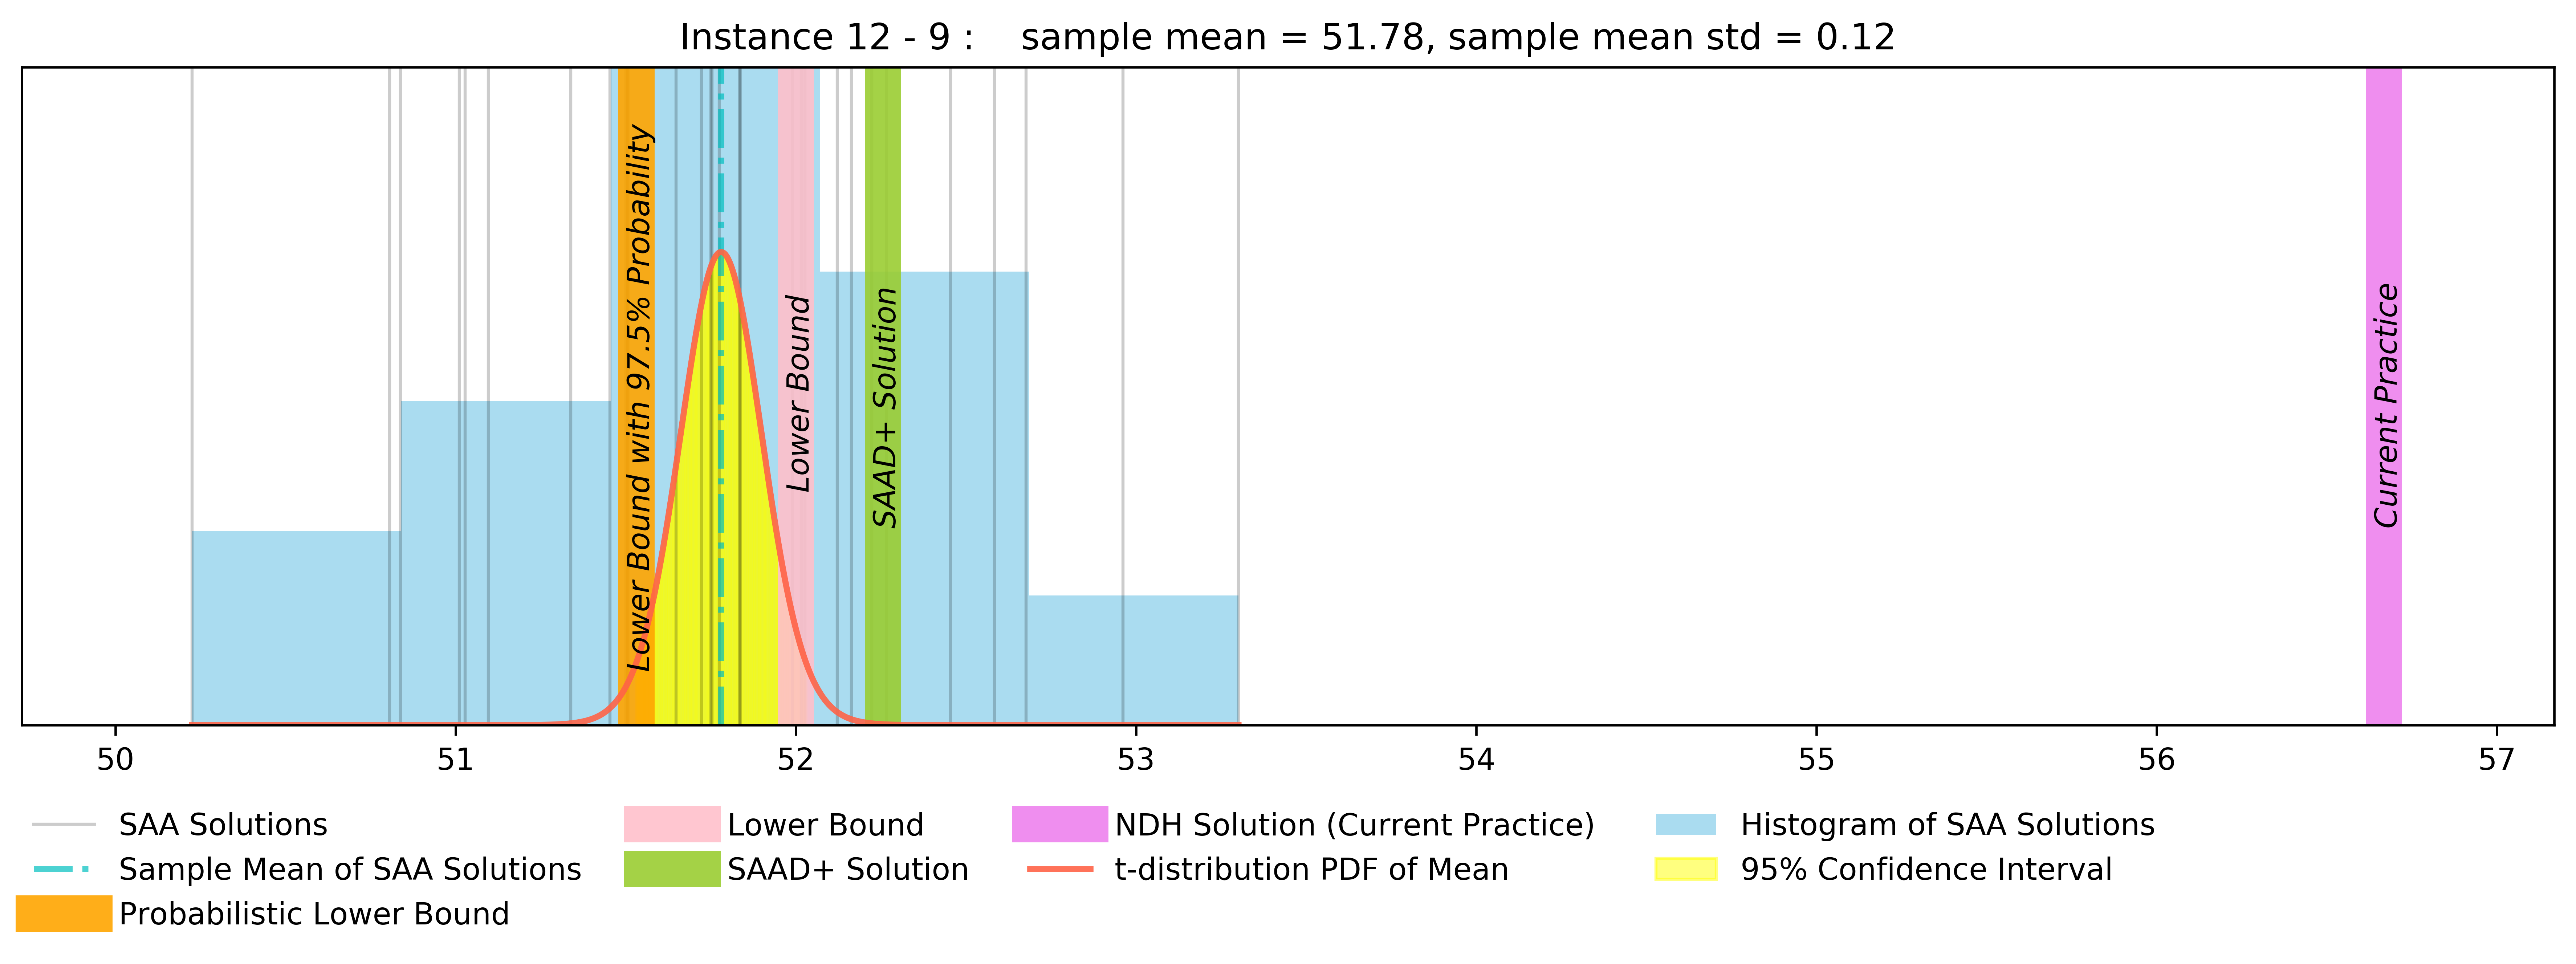 Instance 12 - 9 :    sample mean = 51.78, sample mean std = 0.12
Lower Bound with 97.5% Probability
Lower Bound
SAAD+ Solution
Current Practice
50 51 52 53 54 55 56 57
SAA Solutions
Sample Mean of SAA Solutions
Probabilistic Lower Bound
Lower Bound
SAAD+ Solution
NDH Solution (Current Practice)
t-distribution PDF of Mean
Histogram of SAA Solutions
95% Confidence Interval